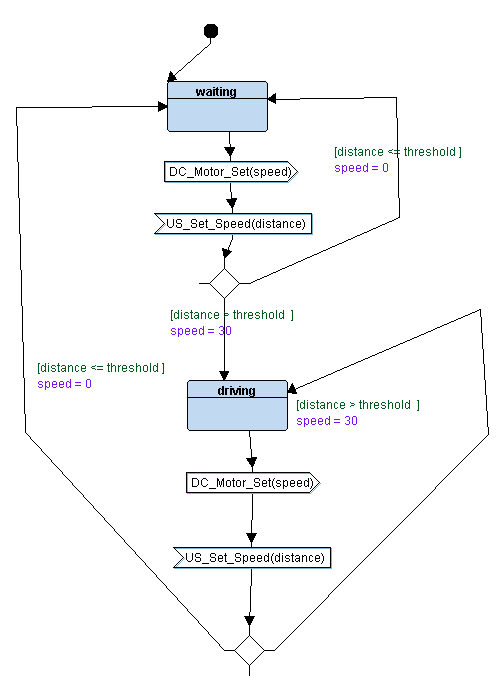 waiting
[distance <= threshold ]
speed = 0
DC_Motor_Set(speed)
US_Set_Speed(distance)
[distance > threshold  ]
speed = 30
[distance <= threshold ]
speed = 0
driving
[distance > threshold  ]
speed = 30
DC_Motor_Set(speed)
US_Set_Speed(distance)